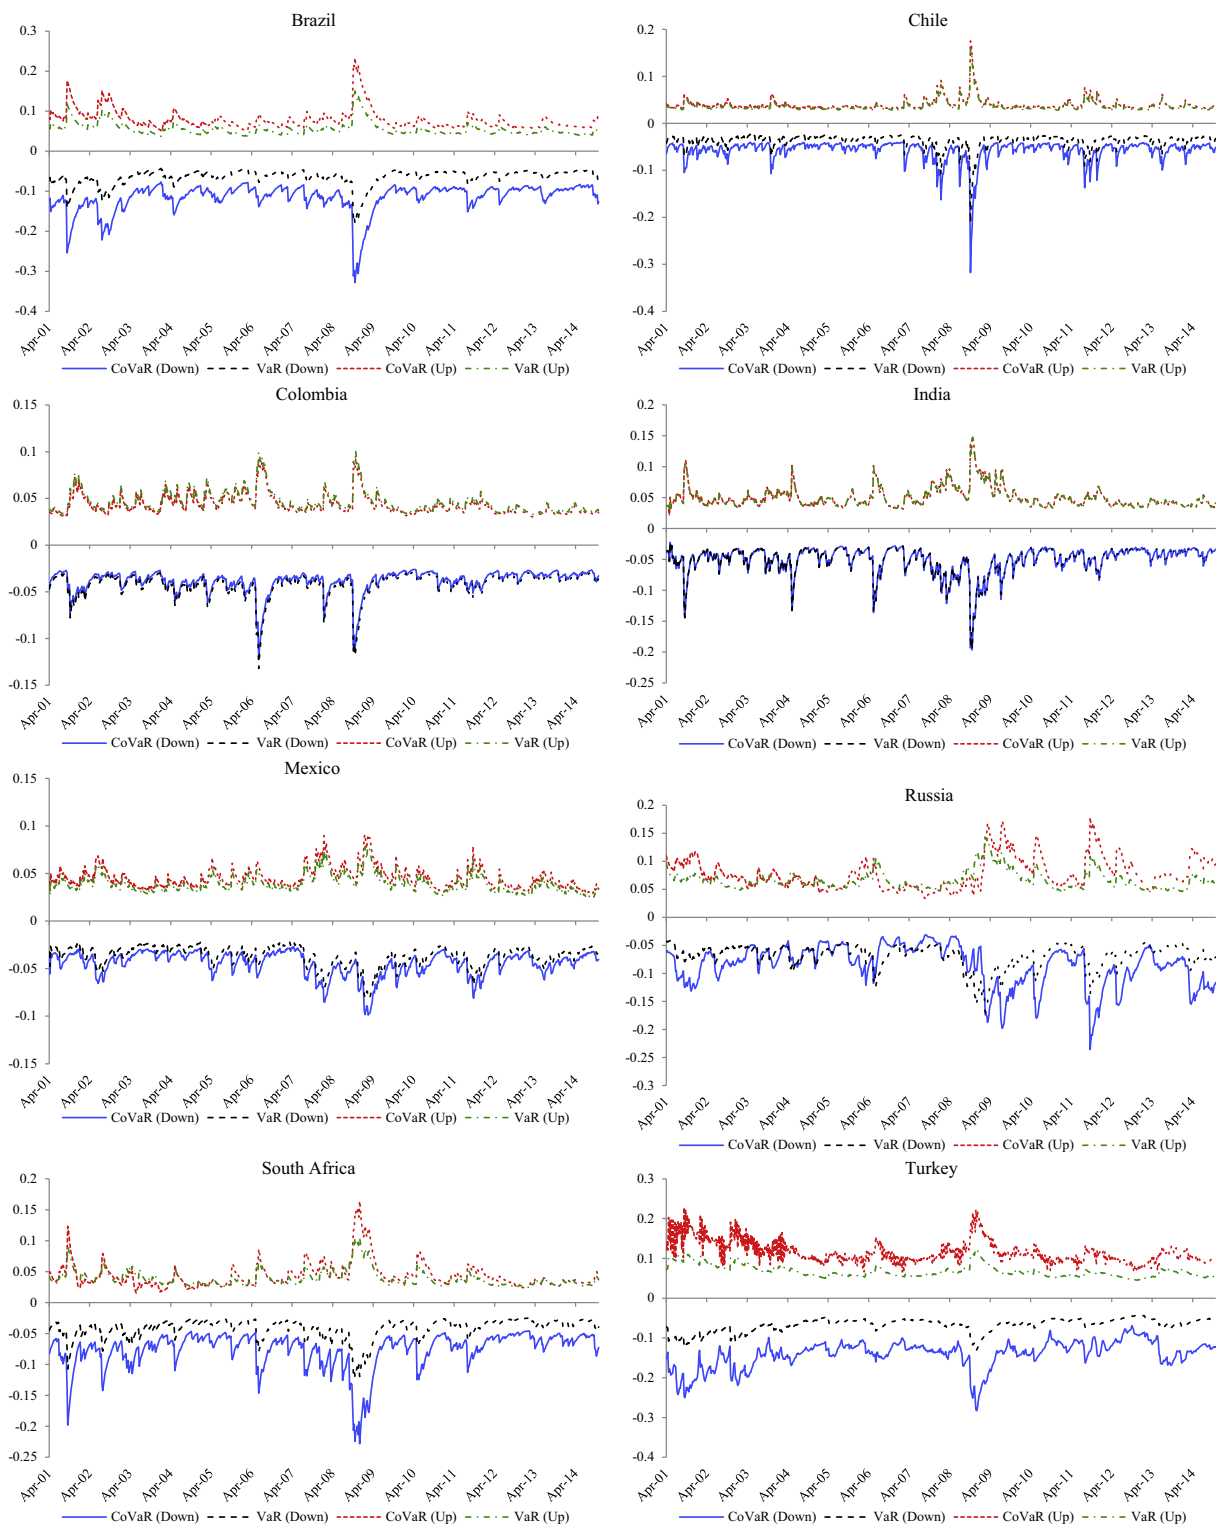 Brazil
0.3
0.2
0.1
0
-0.1
-0.2
-0.3
-0.4
Apr-01 Apr-02 Apr-03 Apr-04 Apr-05 Apr-06 Apr-07 Apr-08 Apr-09 Apr-10 Apr-11 Apr-12 Apr-13 Apr-14
CoVaR (Down) VaR (Down) CoVaR (Up) VaR (Up)
Chile
0.2
0.1
0
-0.1
-0.2
-0.3
-0.4
Apr-01 Apr-02 Apr-03 Apr-04 Apr-05 Apr-06 Apr-07 Apr-08 Apr-09 Apr-10 Apr-11 Apr-12 Apr-13 Apr-14
CoVaR (Down) VaR (Down) CoVaR (Up) VaR (Up)
Colombia
0.15
0.1
0.05
0
-0.05
-0.1
-0.15
Apr-01 Apr-02 Apr-03 Apr-04 Apr-05 Apr-06 Apr-07 Apr-08 Apr-09 Apr-10 Apr-11 Apr-12 Apr-13 Apr-14
CoVaR (Down) VaR (Down) CoVaR (Up) VaR (Up)
India
0.2
0.15
0.1
0.05
0
-0.05
-0.1
-0.15
-0.2
-0.25
Apr-01 Apr-02 Apr-03 Apr-04 Apr-05 Apr-06 Apr-07 Apr-08 Apr-09 Apr-10 Apr-11 Apr-12 Apr-13 Apr-14
CoVaR (Down) VaR (Down) CoVaR (Up) VaR (Up)
Mexico
0.15
0.1
0.05
0
-0.05
-0.1
-0.15
Apr-01 Apr-02 Apr-03 Apr-04 Apr-05 Apr-06 Apr-07 Apr-08 Apr-09 Apr-10 Apr-11 Apr-12 Apr-13 Apr-14
CoVaR (Down) VaR (Down) CoVaR (Up) VaR (Up)
Russia
0.2
0.15
0.1
0.05
0
-0.05
-0.1
-0.15
-0.2
-0.25
-0.3
Apr-01 Apr-02 Apr-03 Apr-04 Apr-05 Apr-06 Apr-07 Apr-08 Apr-09 Apr-10 Apr-11 Apr-12 Apr-13 Apr-14
CoVaR (Down) VaR (Down) CoVaR (Up) VaR (Up)
South Africa
0.2
0.15
0.1
0.05
0
-0.05
-0.1
-0.15
-0.2
-0.25
Apr-01 Apr-02 Apr-03 Apr-04 Apr-05 Apr-06 Apr-07 Apr-08 Apr-09 Apr-10 Apr-11 Apr-12 Apr-13 Apr-14
CoVaR (Down) VaR (Down) CoVaR (Up) VaR (Up)
Turkey
0.3
0.2
0.1
0
-0.1
-0.2
-0.3
-0.4
Apr-01 Apr-02 Apr-03 Apr-04 Apr-05 Apr-06 Apr-07 Apr-08 Apr-09 Apr-10 Apr-11 Apr-12 Apr-13 Apr-14
CoVaR (Down) VaR (Down) CoVaR (Up) VaR (Up)